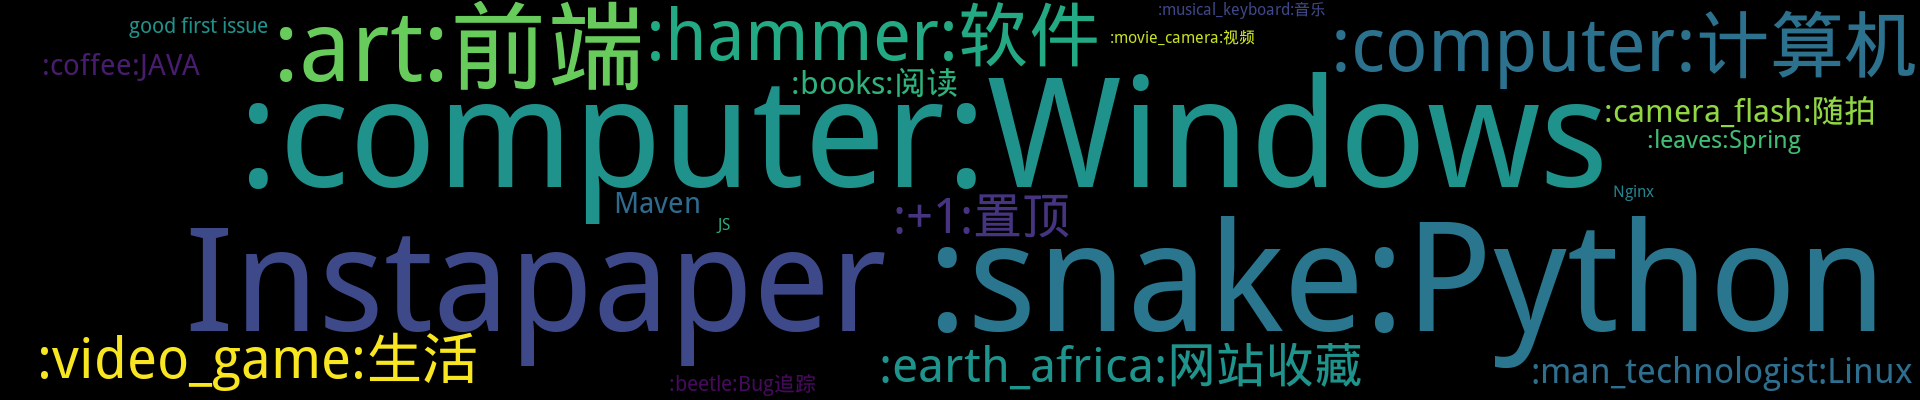 good first issue
:coffee:JAVA
:art:前端
:hammer:软件
:musical_keyboard:音乐
:movie_camera:视频
:computer:计算机
:books:阅读
:computer:Windows
:camera_flash:随拍
:leaves:Spring
Maven
JS
:+1:置顶
Nginx
Instapaper
:snake:Python
:video_game:生活
:beetle:Bug追踪
:earth_africa:网站收藏
:man_technologist:Linux